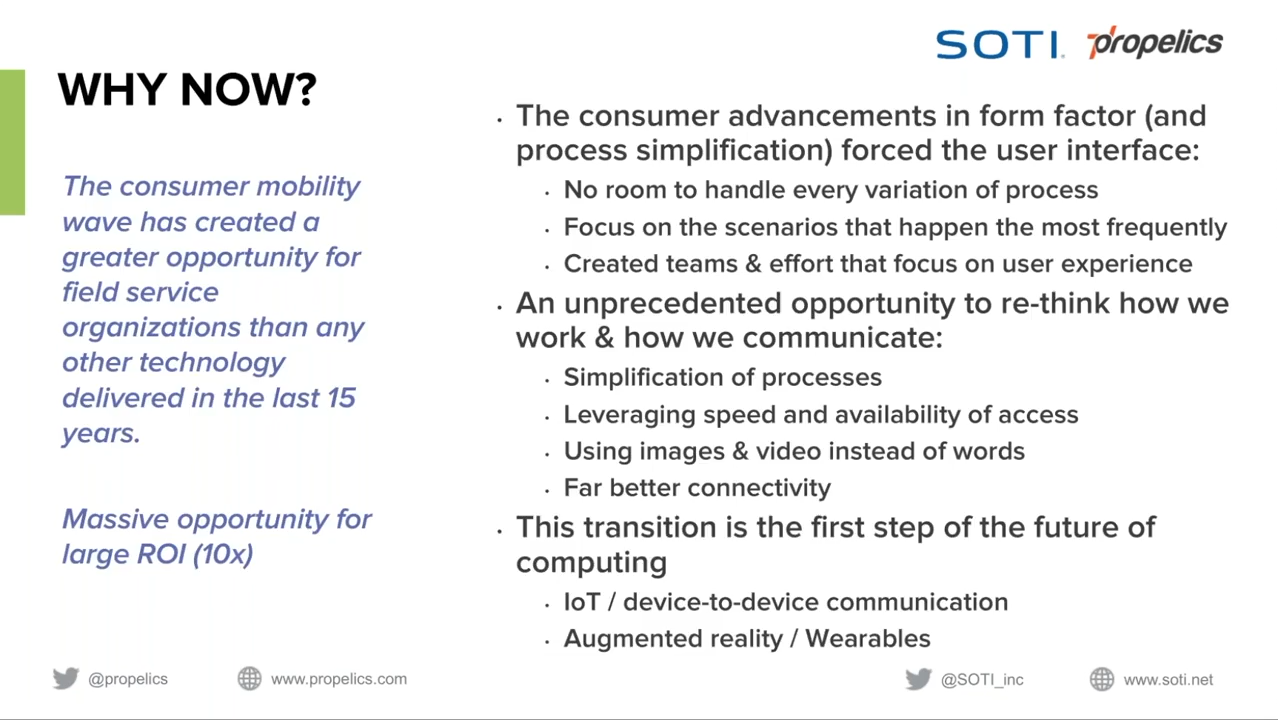 SOTI propelics
WHY NOW?
The consumer mobility
wave has created a
greater opportunity for
field service
organizations than any
other technology
delivered in the last 15
years.
Massive opportunity for
large ROI (10x)
· The consumer advancements in form factor (and
process simplification) forced the user interface:
· No room to handle every variation of process
· Focus on the scenarios that happen the most frequently
· Created teams & effort that focus on user experience
· An unprecedented opportunity to re-think how we
work & how we communicate:
· Simplification of processes
· Leveraging speed and availability of access
· Using images & video instead of words
· Far better connectivity
· This transition is the first step of the future of
computing
· IoT / device-to-device communication
· Augmented reality / Wearables
@propelics www.propelics.com @SOTI_inc www.soti.net